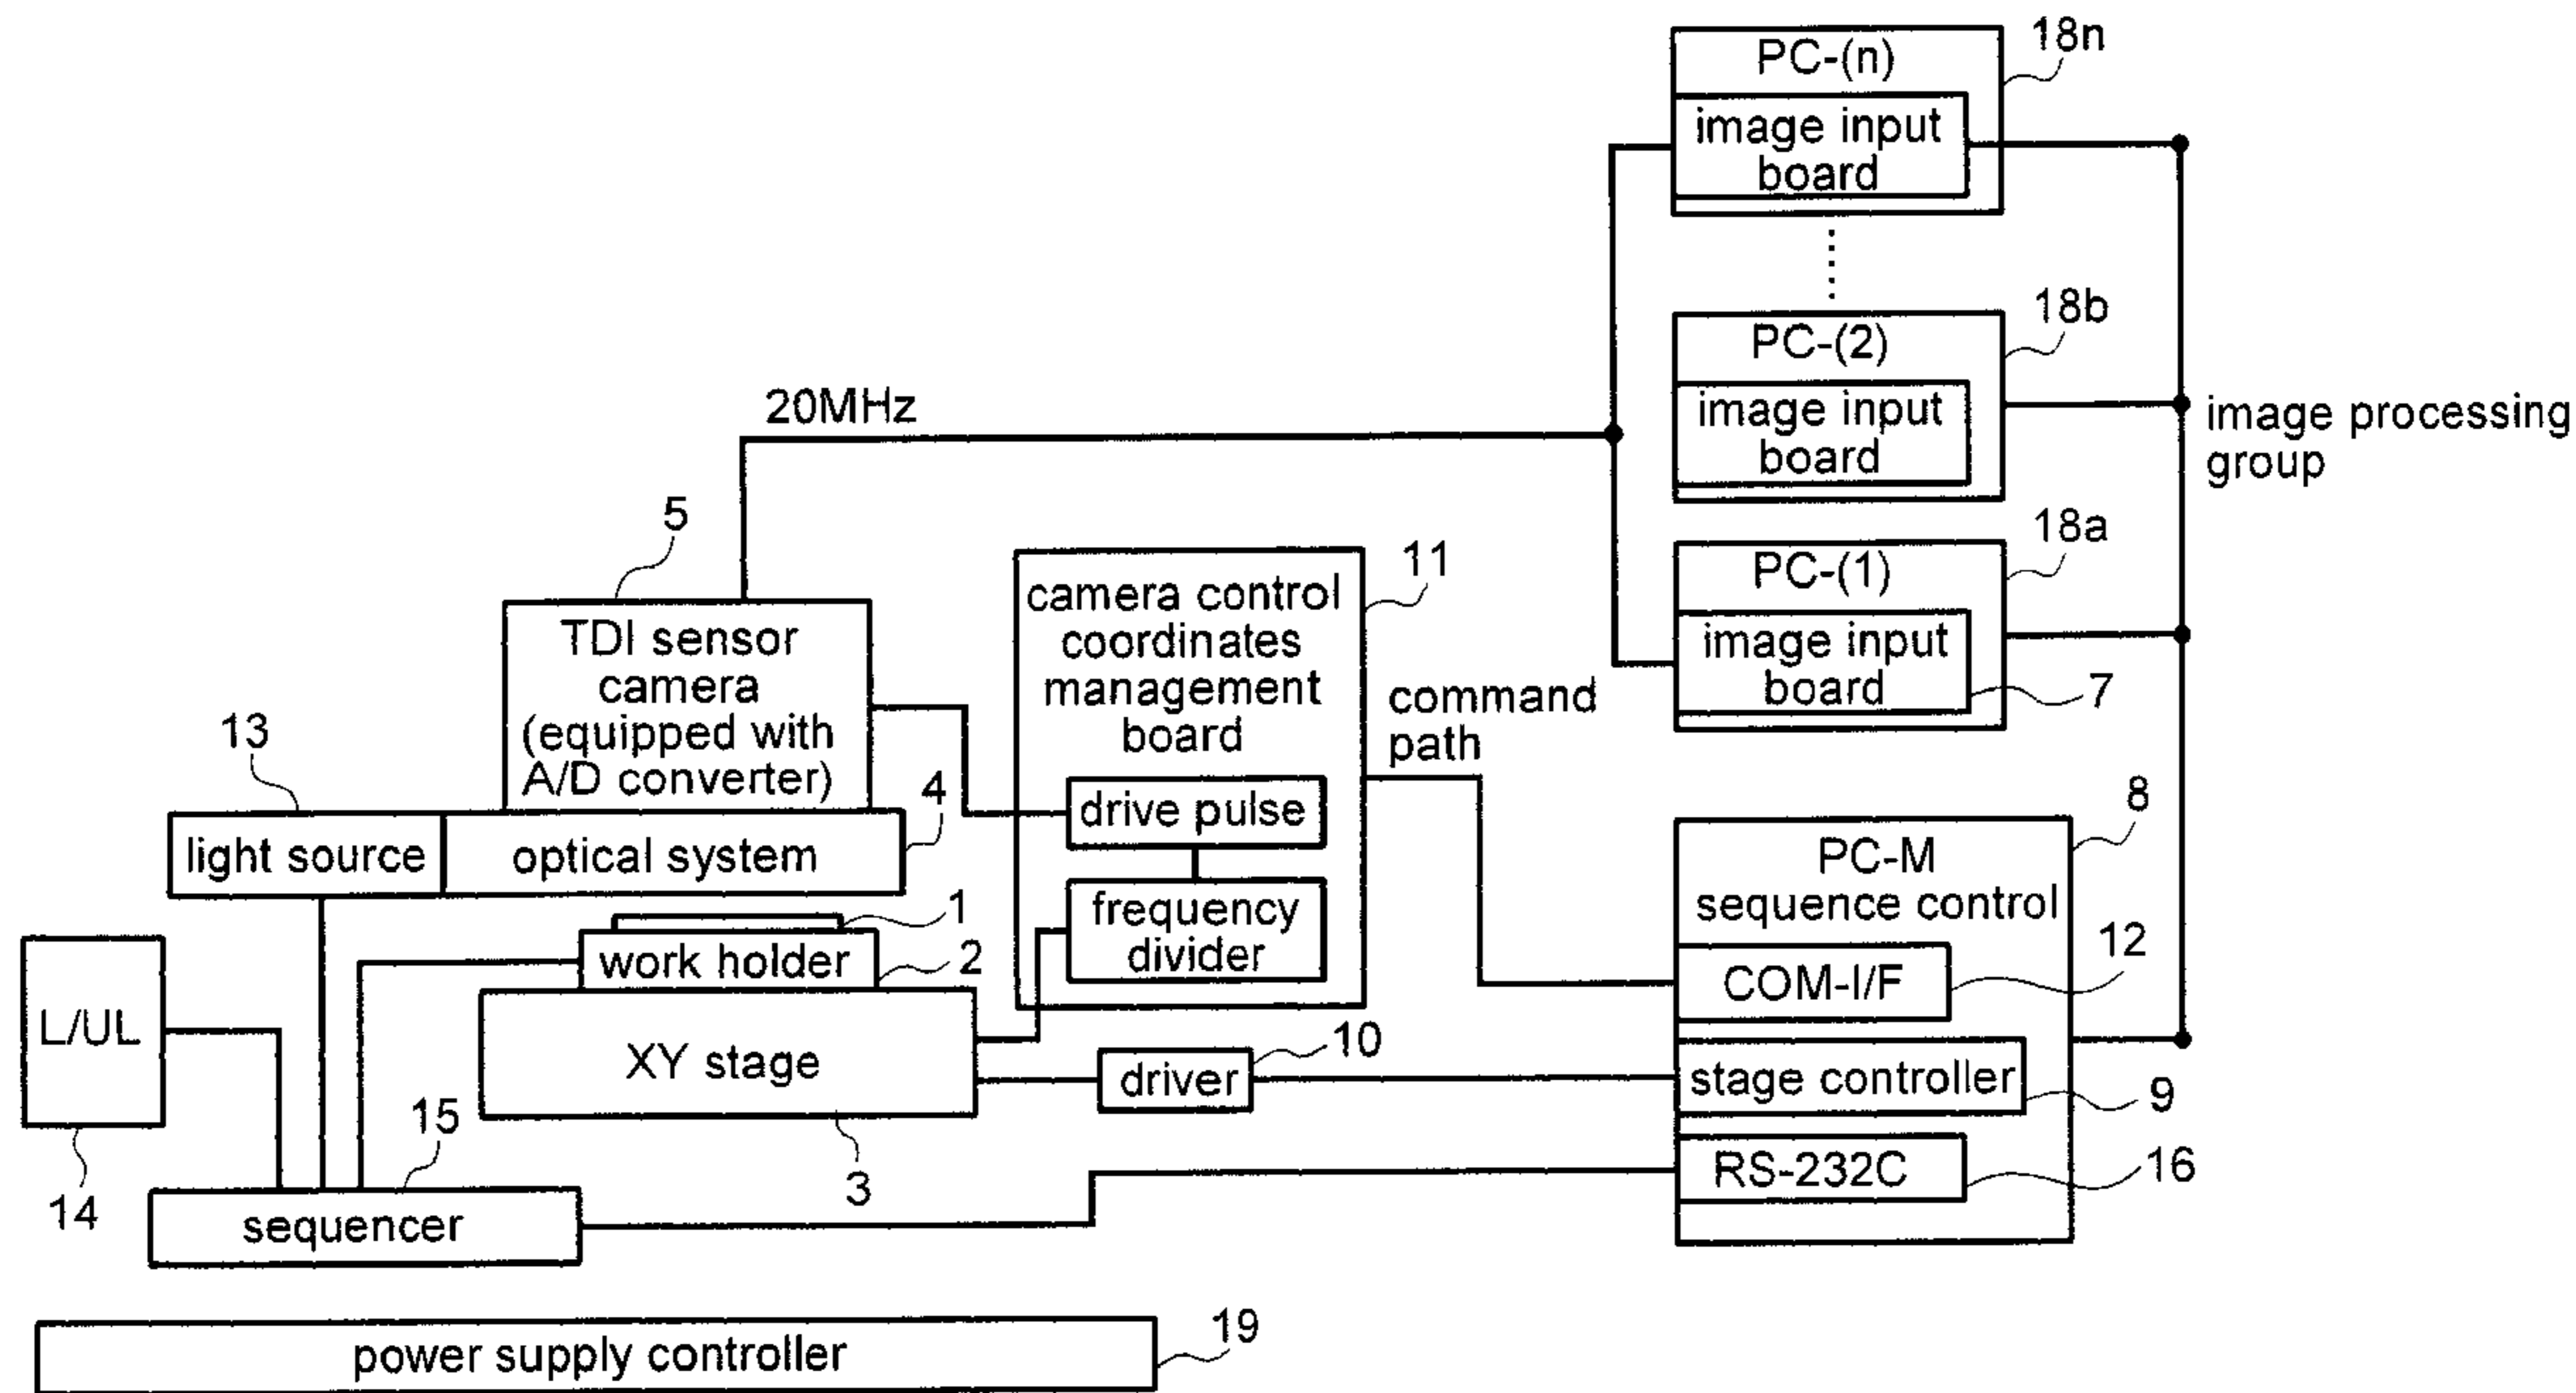 PC-(n)
18n
image input
board
PC-(2)
18b
image input
board
image processing
group
20MHz
PC-(1)
18a
image input
board
7
5
TDI sensor
camera
(equipped with
A/D converter)
camera control
coordinates
management
board
11
command
path
drive pulse
frequency
divider
13
light source
optical system
4
1
work holder
2
XY stage
3
driver
10
L/UL
14
15
sequencer
8
PC-M
sequence control
COM-I/F
12
stage controller
9
RS-232C
16
power supply controller
19